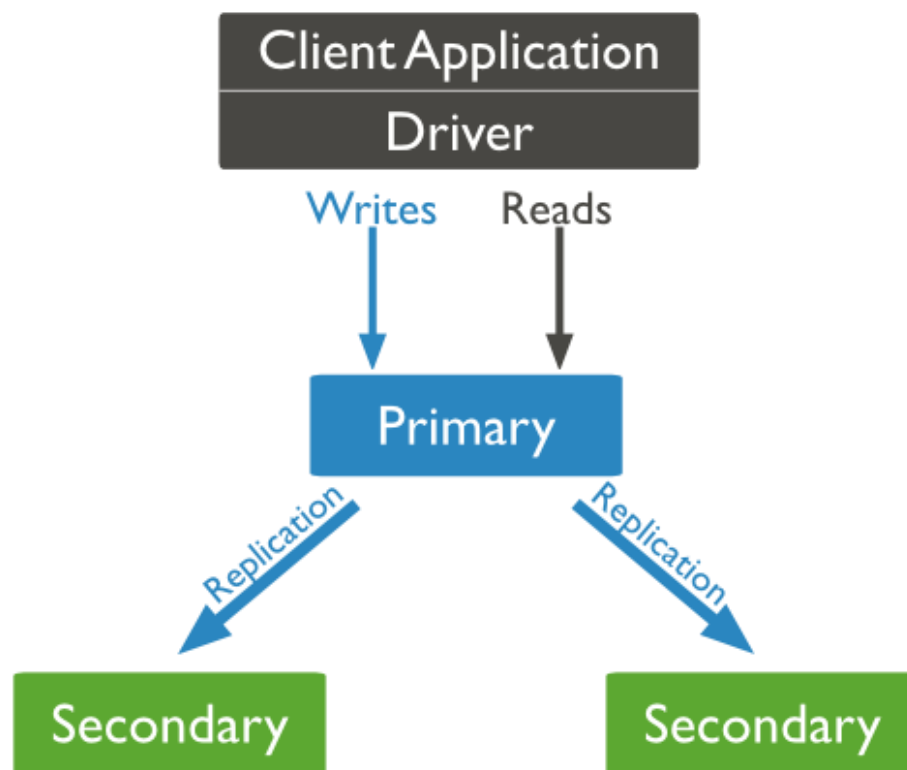 Client Application
Driver
Writes Reads
Primary
Replication Replication
Secondary Secondary